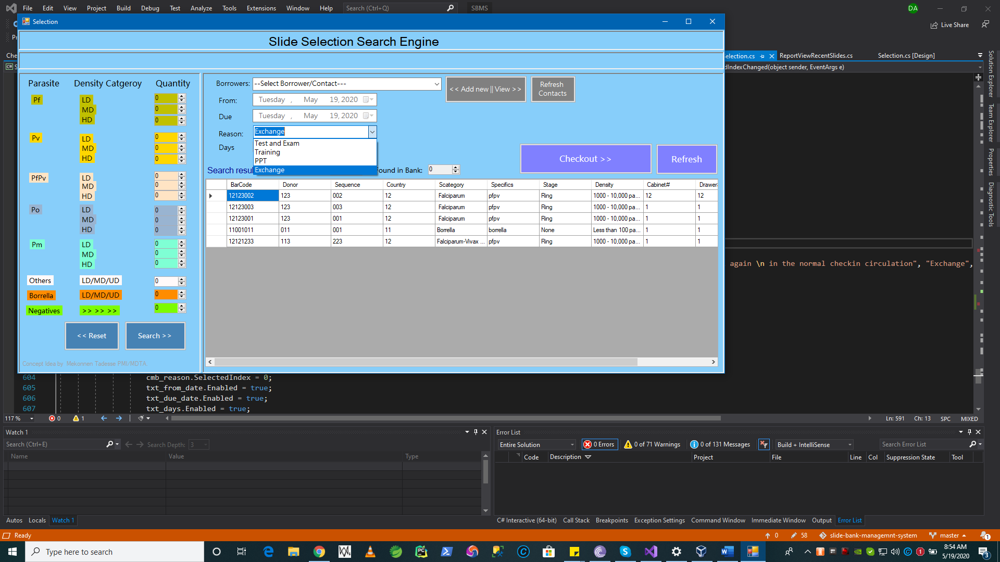 File Edit View Project Build Debug Test Analyze Tools Extensions Window Help Search (Ctrl+Q) SBMS DA
Selection
Live Share
Slide Selection Search Engine
Selection.cs ReportViewRecentSlides.cs Selection.cs [Design]
dIndexChanged(object sender, EventArgs e)
Solution Explorer
Team Explorer
Properties
Diagnostic Tools
Parasite Density Catgeroy Quantity
Pf LD 0
MD 0
HD 0
Pv LD 0
MD 0
HD 0
PfPv LD 0
MD 0
HD 0
Po LD 0
MD 0
HD 0
Pm LD 0
MD 0
HD 0
Others LD/MD/UD 0
Borrella LD/MD/UD 0
Negatives >> >> >> 0
<< Reset Search >>
Concept Idea by Mekonnen Tadesse PMI/MDTA.
Borrowers: --Select Borrower/Contact--- << Add new || View >> Refresh Contacts
From: Tuesday , May 19, 2020
Due Tuesday , May 19, 2020
Reason: Exchange
Days
Test and Exam
Training
PPT
Exchange
Search resul Found in Bank: 0
Checkout >> Refresh
BarCode Donor Sequence Country Scategory Specifics Stage Density Cabinet# Drawer
12123002 123 002 12 Falciparum pfpv Ring 1000 - 10,000 pa... 12 12
12123003 123 003 12 Falciparum pfpv Ring 1000 - 10,000 pa... 1 1
12123001 123 001 12 Falciparum pfpv Ring 1000 - 10,000 pa... 1 1
11001011 011 001 11 Borrella borrella None Less than 100 pa... 1 1
12121233 113 223 12 Falciparum-Vivax ... pfpv Ring 1000 - 10,000 pa... 1 1
again \n in the normal checkin circulation", "Exchange",
604 cmb_reason.SelectedIndex = 0;
605 txt_from_date.Enabled = true;
606 txt_due_date.Enabled = true;
607 txt_days.Enabled = true;
117 % 0 1 Ln: 591 Ch: 13 SPC MIXED
Watch 1
Search (Ctrl+E) Search Depth: 3
Name Value Type
Autos Locals Watch 1
Error List
Entire Solution 0 Errors 0 of 71 Warnings 0 of 131 Messages Build + IntelliSense Search Error List
Code Description Project File Line Col Suppression State Tool
C# Interactive (64-bit) Call Stack Breakpoints Exception Settings Command Window Immediate Window Output Error List
Ready 0 58 slide-bank-managemnt-system master 1
Type here to search
8:54 AM
5/19/2020
3